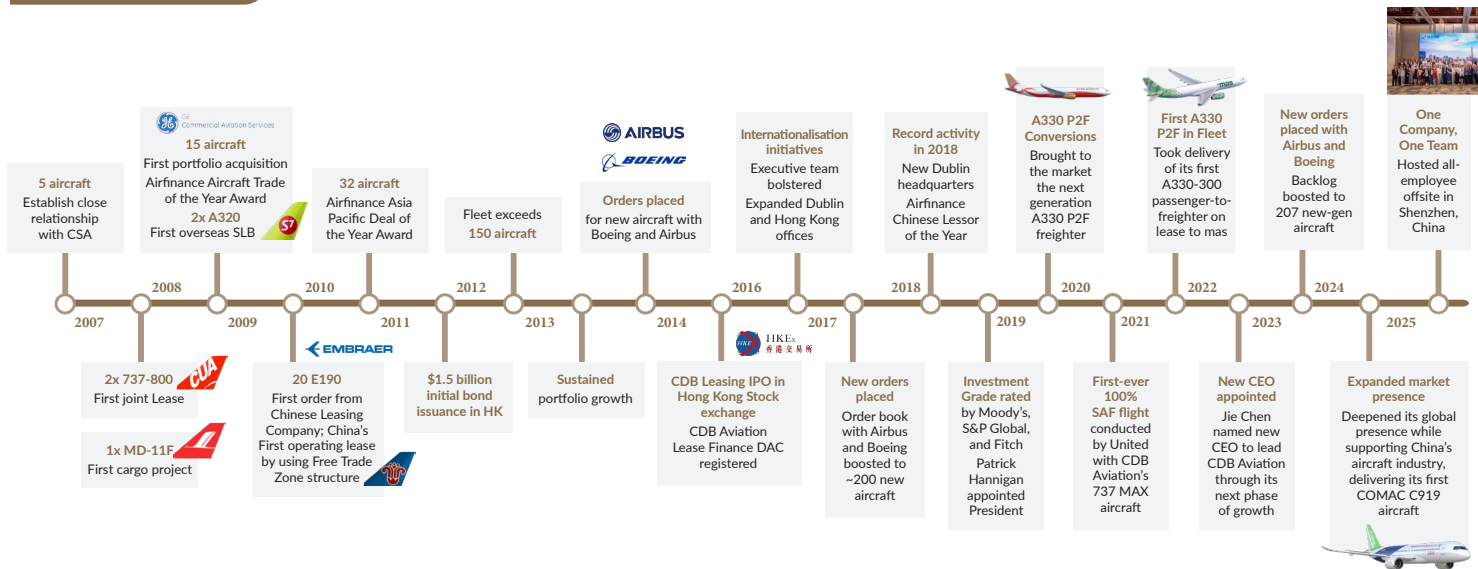 GE
Commercial Aviation Services
15 aircraft
First portfolio acquisition
Airfinance Aircraft Trade
of the Year Award
2x A320
First overseas SLB
S7
5 aircraft
Establish close
relationship
with CSA
32 aircraft
Airfinance Asia
Pacific Deal of
the Year Award
Fleet exceeds
150 aircraft
AIRBUS
BOEING
Orders placed
for new aircraft with
Boeing and Airbus
Internationalisation
initiatives
Executive team
bolstered
Expanded Dublin
and Hong Kong
offices
Record activity
in 2018
New Dublin
headquarters
Airfinance
Chinese Lessor
of the Year
A330 P2F
Conversions
Brought to
the market
the next
generation
A330 P2F
freighter
mas
First A330
P2F in Fleet
Took delivery
of its first
A330-300
passenger-to-
freighter on
lease to mas
New orders
placed with
Airbus and
Boeing
Backlog
boosted to
207 new-gen
aircraft
One
Company,
One Team
Hosted all-
employee
offsite in
Shenzhen,
China
2007
2008
2009
2010
2011
2012
2013
2014
2016
2017
2018
2019
2020
2021
2022
2023
2024
2025
CUA
2x 737-800
First joint Lease
1x MD-11F
First cargo project
EMBRAER
20 E190
First order from
Chinese Leasing
Company; China's
First operating lease
by using Free Trade
Zone structure
$1.5 billion
initial bond
issuance in HK
Sustained
portfolio growth
HKE
HKEx
香港交易所
CDB Leasing IPO in
Hong Kong Stock
exchange
CDB Aviation
Lease Finance DAC
registered
New orders
placed
Order book
with Airbus
and Boeing
boosted to
~200 new
aircraft
Investment
Grade rated
by Moody's,
S&P Global,
and Fitch
Patrick
Hannigan
appointed
President
First-ever
100%
SAF flight
conducted
by United
with CDB
Aviation's
737 MAX
aircraft
New CEO
appointed
Jie Chen
named new
CEO to lead
CDB Aviation
through its
next phase
of growth
Expanded market
presence
Deepened its global
presence while
supporting China's
aircraft industry,
delivering its first
COMAC C919
aircraft